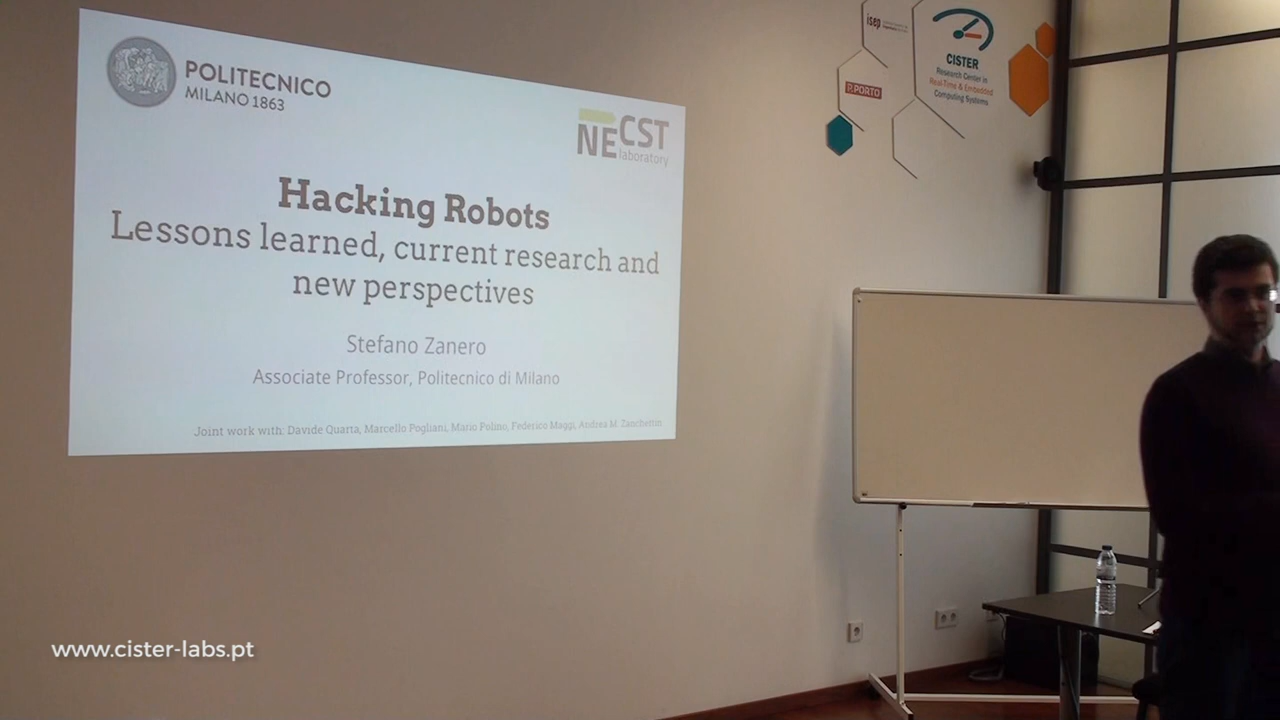 POLITECNICO
MILANO 1863
NECST
laboratory
Hacking Robots
Lessons learned, current research and
new perspectives
Stefano Zanero
Associate Professor, Politecnico di Milano
Joint work with: Davide Quarta, Marcello Pogliani, Mario Polino, Federico Maggi, Andrea M. Zanchettin
isep
P.PORTO
CISTER
Research Center in
Real-Time & Embedded
Computing Systems
www.cister-labs.pt